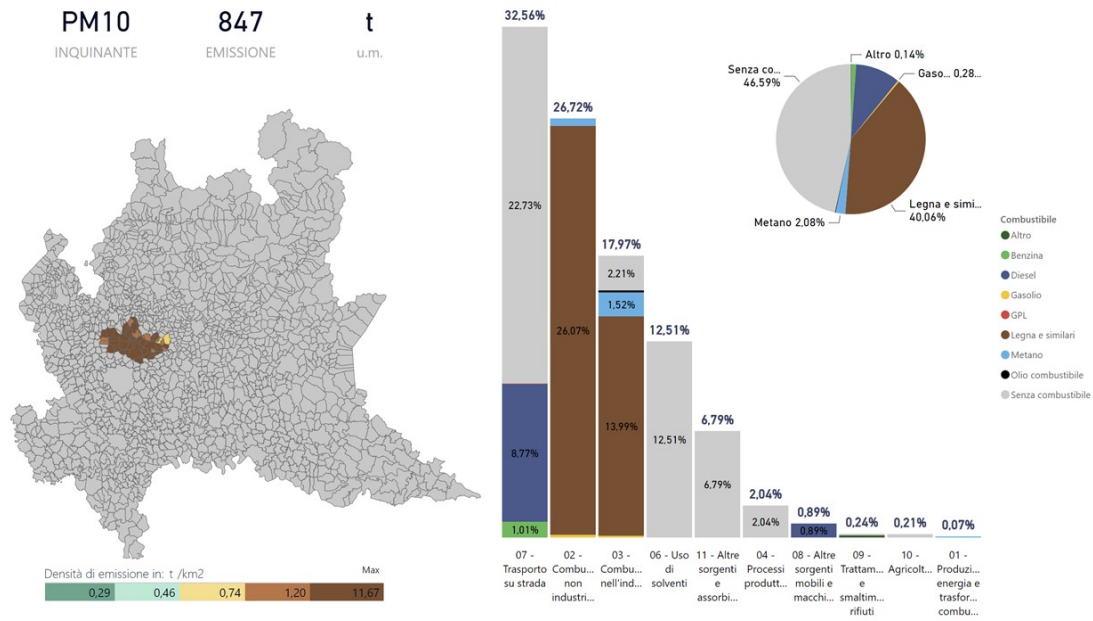 PM10
847
t
INQUINANTE
EMISSIONE
u.m.
Densità di emissione in: t /km2
Max
0,29
0,46
0,74
1,20
11,67
32,56%
22,73%
8,77%
1,01%
07 -
Trasporto
su strada
26,72%
26,07%
02 -
Combu...
non
industri...
17,97%
2,21%
1,52%
13,99%
03 -
Combu...
nell'ind...
12,51%
12,51%
06 - Uso
di
solventi
6,79%
6,79%
11 - Altre
sorgenti
e
assorbi...
2,04%
2,04%
04 -
Processi
produtt...
0,89%
0,89%
08 - Altre
sorgenti
mobili e
macchi...
0,24%
09 -
Trattam...
e
smaltim...
rifiuti
0,21%
10 -
Agricolt...
0,07%
01 -
Produzi...
energia e
trasfor...
combu...
Altro 0,14%
Gaso... 0,28...
Senza co...
46,59%
Legna e simi...
40,06%
Metano 2,08%
Combustibile
Altro
Benzina
Diesel
Gasolio
GPL
Legna e similari
Metano
Olio combustibile
Senza combustibile